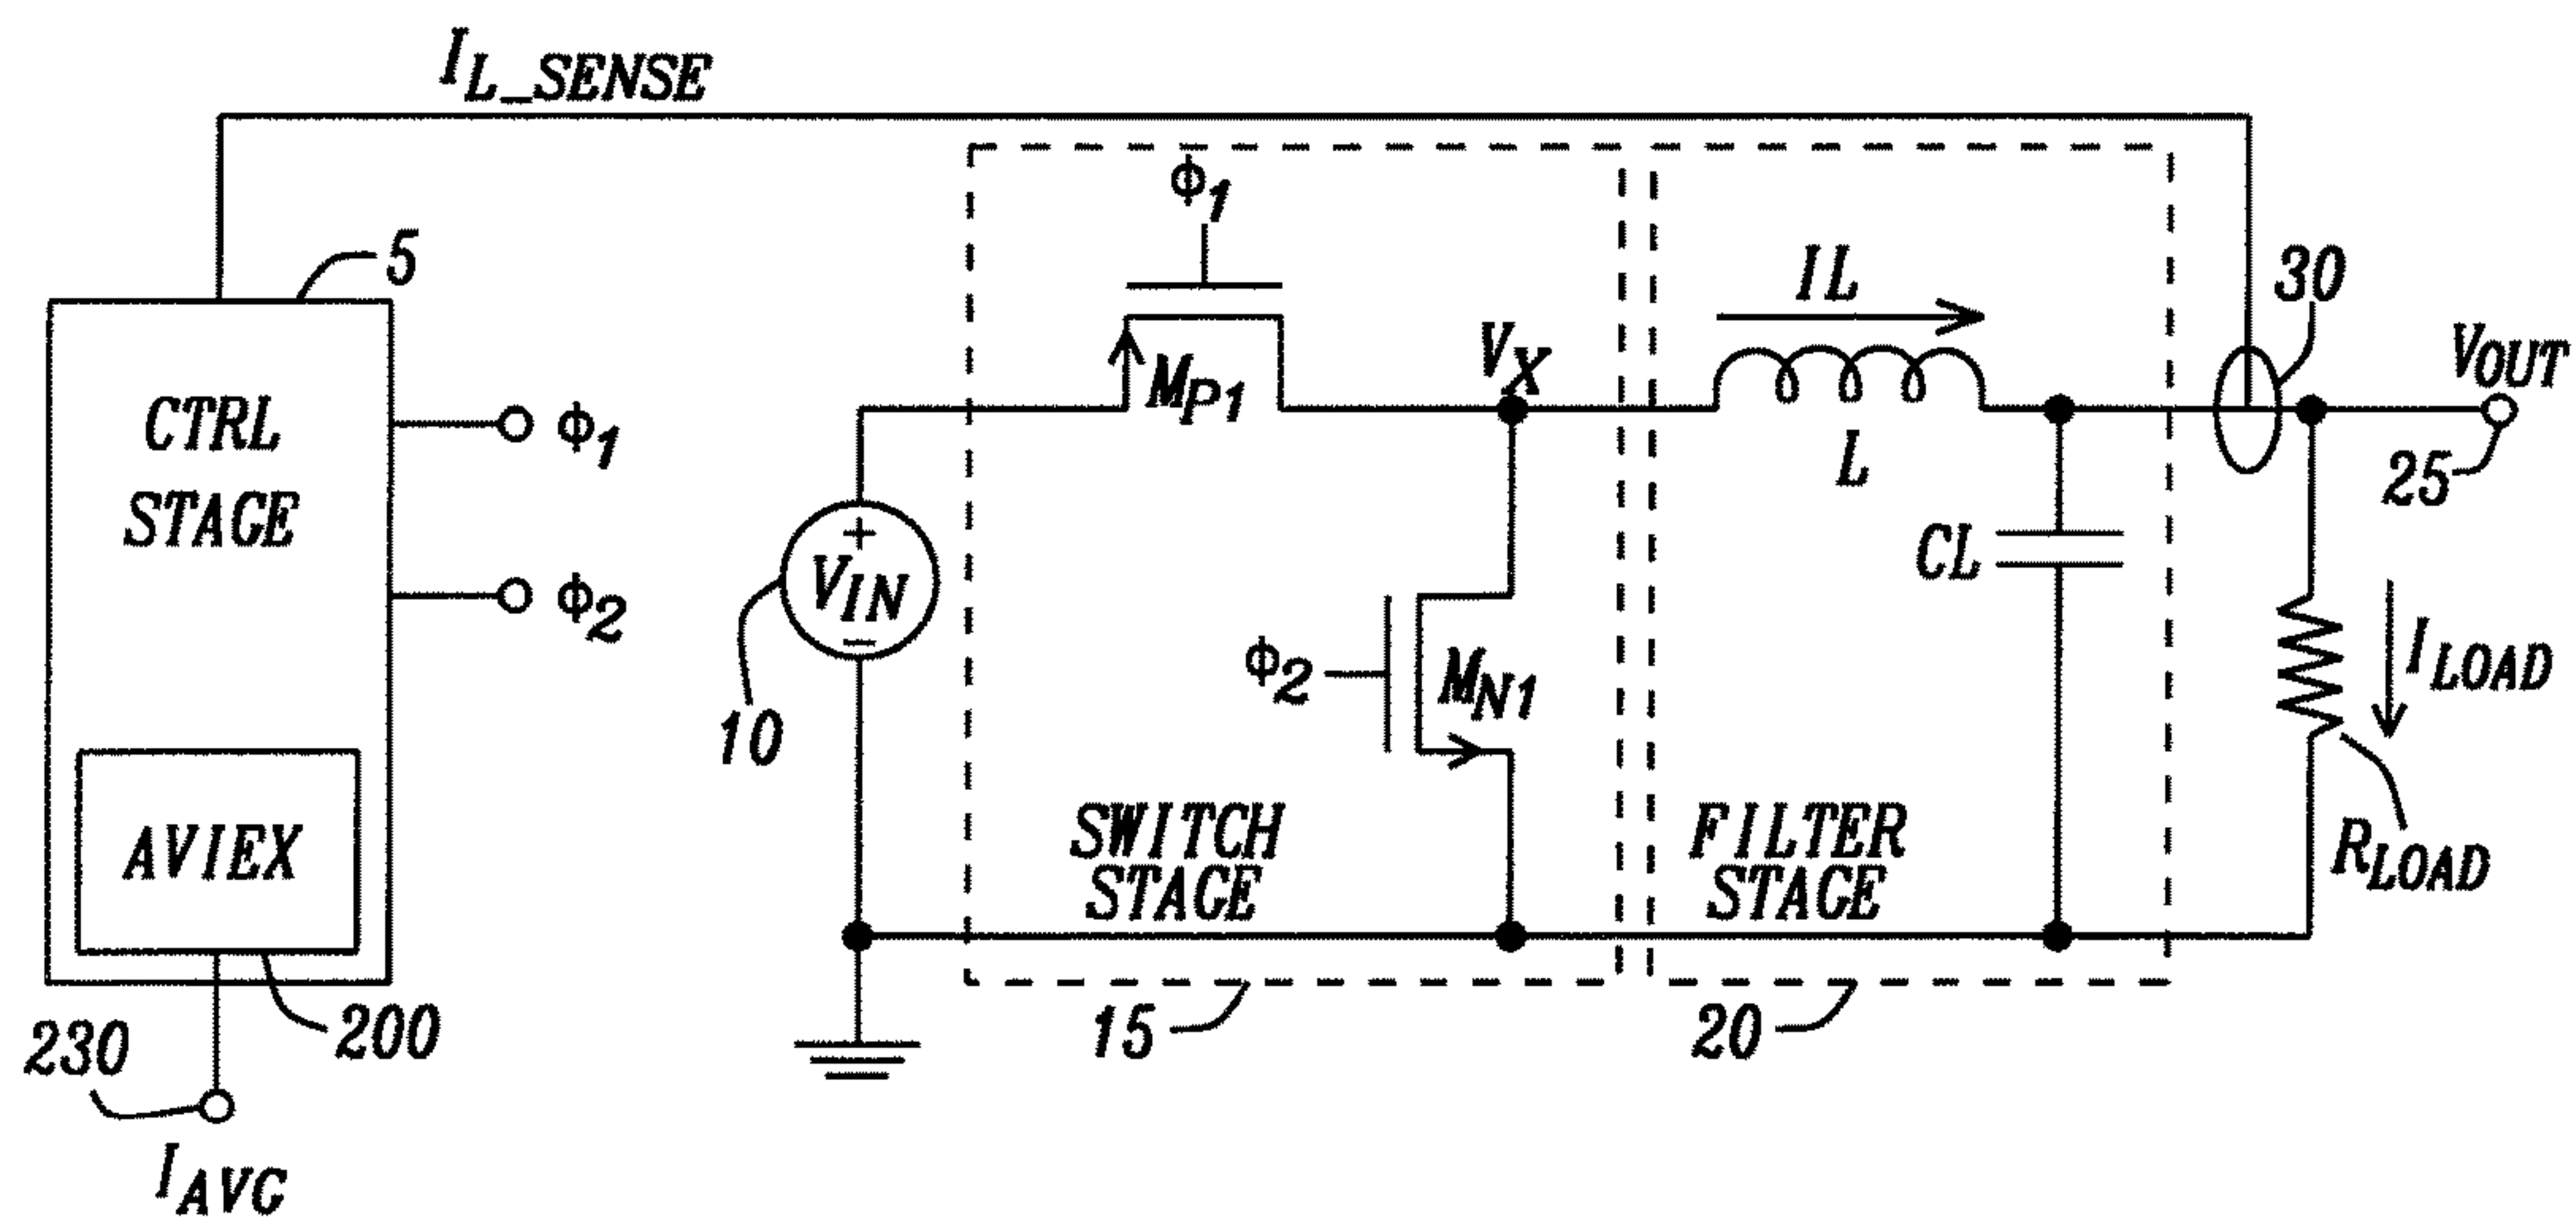 IL_SENSE
5
CTRL
STAGE
ϕ1
ϕ2
AVIEX
200
230
IAVG
10
+
VIN
−
ϕ1
MP1
VX
ϕ2
MN1
SWITCH
STAGE
15
IL
L
CL
FILTER
STAGE
20
30
VOUT
25
ILOAD
RLOAD